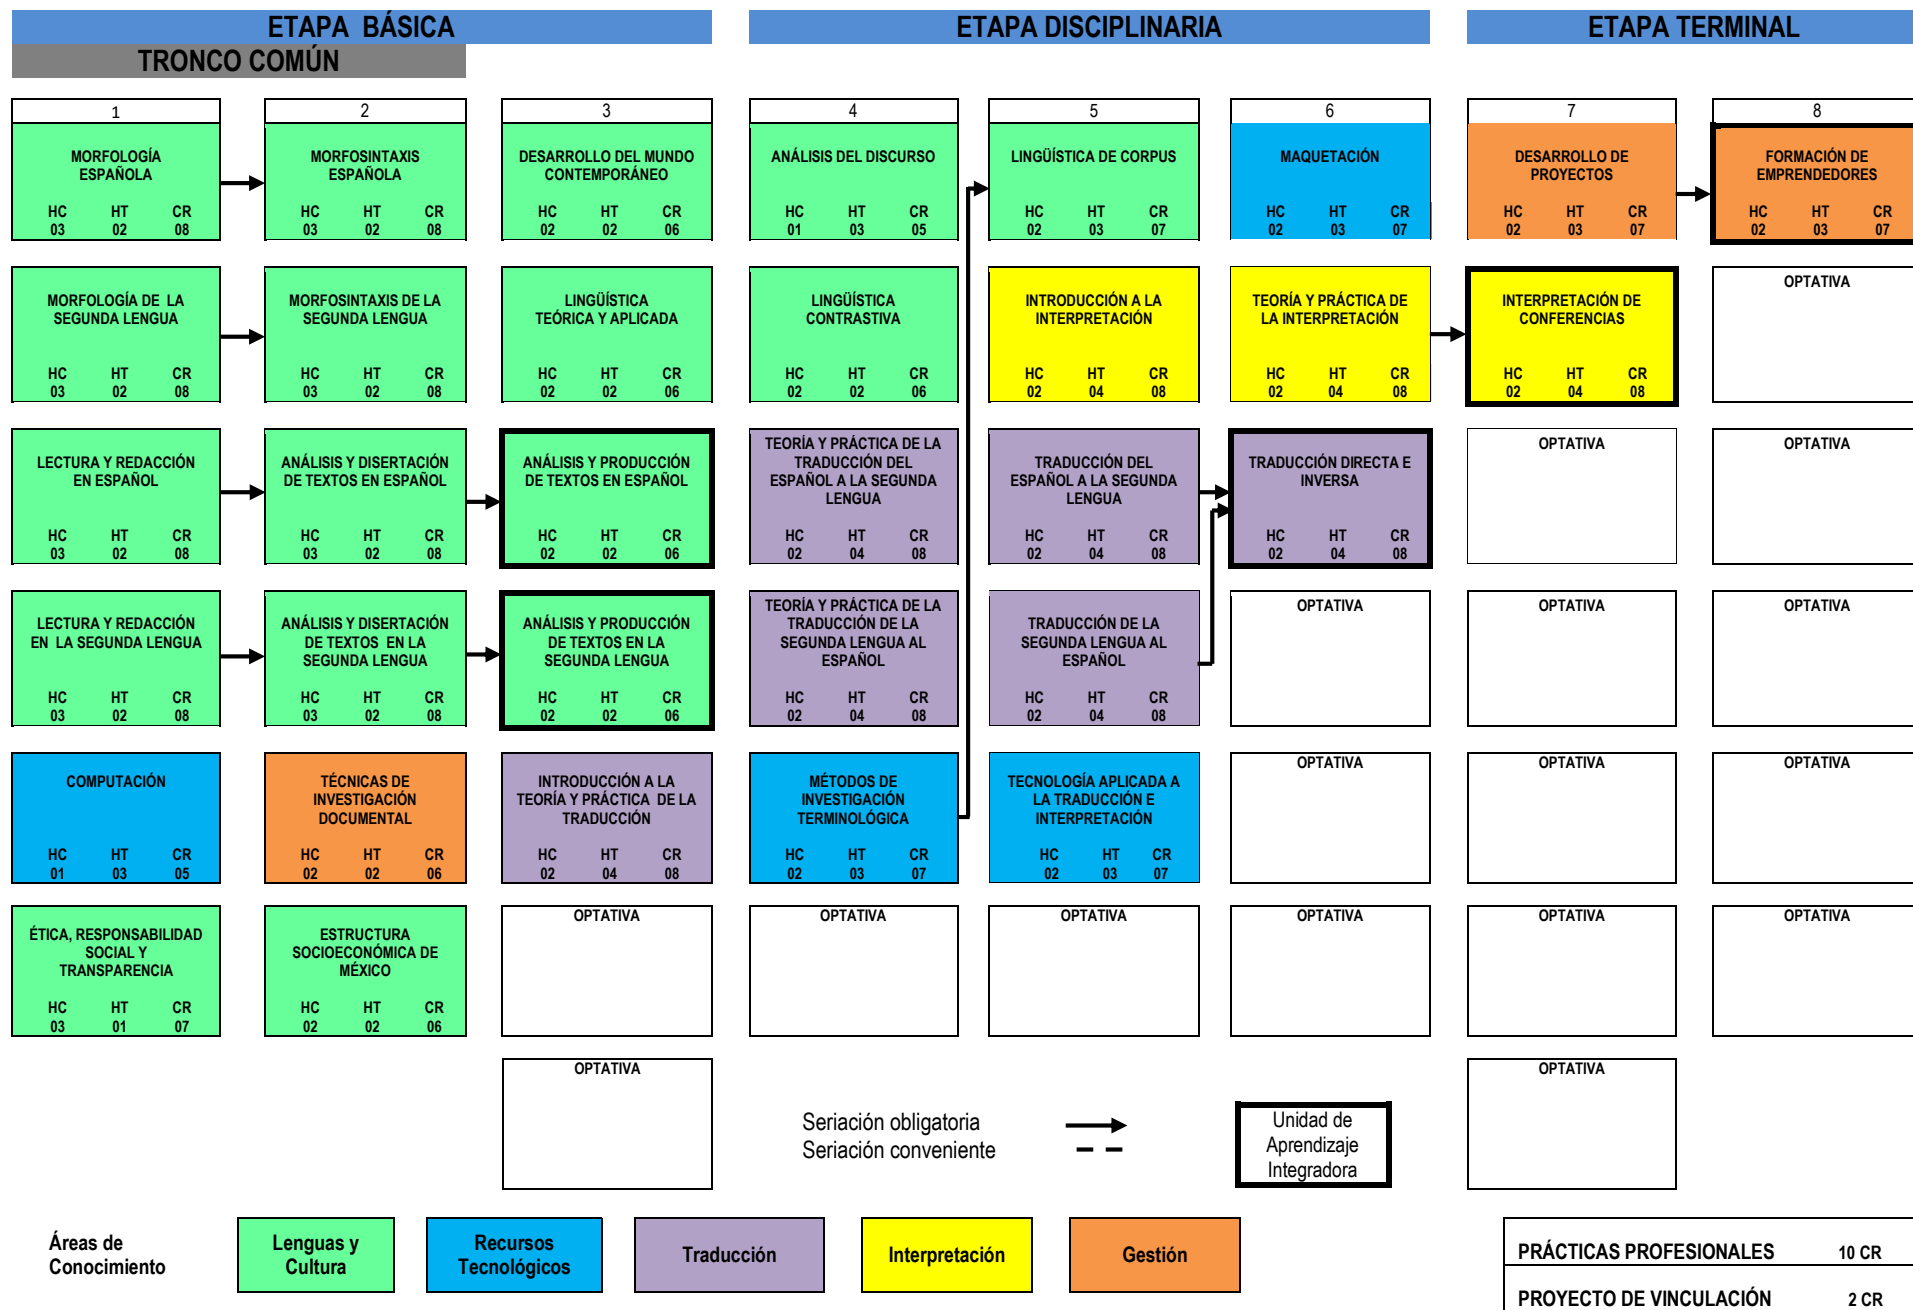 ETAPA BÁSICA
ETAPA DISCIPLINARIA
ETAPA TERMINAL
TRONCO COMÚN
1
2
3
4
5
6
7
8
MORFOLOGÍA
ESPAÑOLA
HC HT CR
03 02 08
MORFOSINTAXIS
ESPAÑOLA
HC HT CR
03 02 08
DESARROLLO DEL MUNDO
CONTEMPORÁNEO
HC HT CR
02 02 06
ANÁLISIS DEL DISCURSO
HC HT CR
01 03 05
LINGÜÍSTICA DE CORPUS
HC HT CR
02 03 07
MAQUETACIÓN
HC HT CR
02 03 07
DESARROLLO DE
PROYECTOS
HC HT CR
02 03 07
FORMACIÓN DE
EMPRENDEDORES
HC HT CR
02 03 07
MORFOLOGÍA DE LA
SEGUNDA LENGUA
HC HT CR
03 02 08
MORFOSINTAXIS DE LA
SEGUNDA LENGUA
HC HT CR
03 02 08
LINGÜÍSTICA
TEÓRICA Y APLICADA
HC HT CR
02 02 06
LINGÜÍSTICA
CONTRASTIVA
HC HT CR
02 02 06
INTRODUCCIÓN A LA
INTERPRETACIÓN
HC HT CR
02 04 08
TEORÍA Y PRÁCTICA DE
LA INTERPRETACIÓN
HC HT CR
02 04 08
INTERPRETACIÓN DE
CONFERENCIAS
HC HT CR
02 04 08
OPTATIVA
LECTURA Y REDACCIÓN
EN ESPAÑOL
HC HT CR
03 02 08
ANÁLISIS Y DISERTACIÓN
DE TEXTOS EN ESPAÑOL
HC HT CR
03 02 08
ANÁLISIS Y PRODUCCIÓN
DE TEXTOS EN ESPAÑOL
HC HT CR
02 02 06
TEORÍA Y PRÁCTICA DE LA
TRADUCCIÓN DEL
ESPAÑOL A LA SEGUNDA
LENGUA
HC HT CR
02 04 08
TRADUCCIÓN DEL
ESPAÑOL A LA SEGUNDA
LENGUA
HC HT CR
02 04 08
TRADUCCIÓN DIRECTA E
INVERSA
HC HT CR
02 04 08
OPTATIVA
OPTATIVA
LECTURA Y REDACCIÓN
EN LA SEGUNDA LENGUA
HC HT CR
03 02 08
ANÁLISIS Y DISERTACIÓN
DE TEXTOS EN LA
SEGUNDA LENGUA
HC HT CR
03 02 08
ANÁLISIS Y PRODUCCIÓN
DE TEXTOS EN LA
SEGUNDA LENGUA
HC HT CR
02 02 06
TEORÍA Y PRÁCTICA DE LA
TRADUCCIÓN DE LA
SEGUNDA LENGUA AL
ESPAÑOL
HC HT CR
02 04 08
TRADUCCIÓN DE LA
SEGUNDA LENGUA AL
ESPAÑOL
HC HT CR
02 04 08
OPTATIVA
OPTATIVA
OPTATIVA
COMPUTACIÓN
HC HT CR
01 03 05
TÉCNICAS DE
INVESTIGACIÓN
DOCUMENTAL
HC HT CR
02 02 06
INTRODUCCIÓN A LA
TEORÍA Y PRÁCTICA DE LA
TRADUCCIÓN
HC HT CR
02 04 08
MÉTODOS DE
INVESTIGACIÓN
TERMINOLÓGICA
HC HT CR
02 03 07
TECNOLOGÍA APLICADA A
LA TRADUCCIÓN E
INTERPRETACIÓN
HC HT CR
02 03 07
OPTATIVA
OPTATIVA
OPTATIVA
ÉTICA, RESPONSABILIDAD
SOCIAL Y
TRANSPARENCIA
HC HT CR
03 01 07
ESTRUCTURA
SOCIOECONÓMICA DE
MÉXICO
HC HT CR
02 02 06
OPTATIVA
OPTATIVA
OPTATIVA
OPTATIVA
OPTATIVA
OPTATIVA
OPTATIVA
OPTATIVA
Seriación obligatoria
Seriación conveniente
Unidad de
Aprendizaje
Integradora
Áreas de
Conocimiento
Lenguas y
Cultura
Recursos
Tecnológicos
Traducción
Interpretación
Gestión
PRÁCTICAS PROFESIONALES 10 CR
PROYECTO DE VINCULACIÓN 2 CR